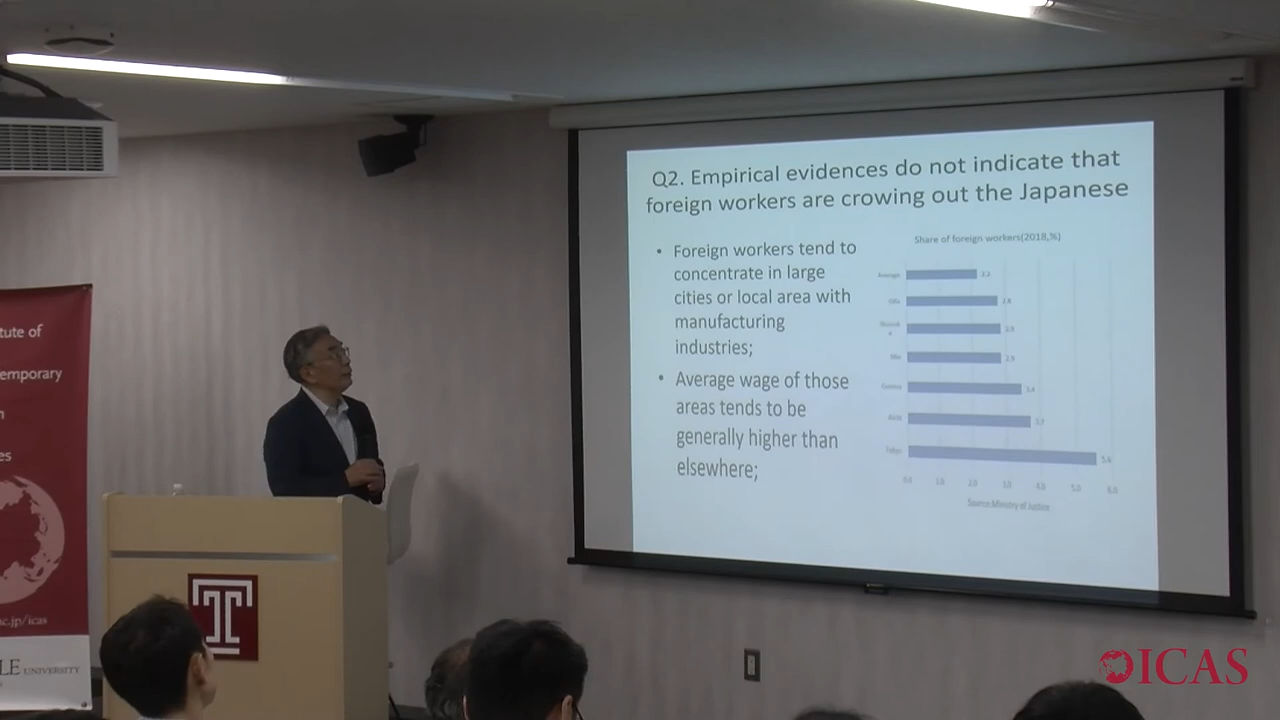 Q2. Empirical evidences do not indicate that
foreign workers are crowing out the Japanese
• Foreign workers tend to
concentrate in large
cities or local area with
manufacturing
industries;
• Average wage of those
areas tends to be
generally higher than
elsewhere;
Share of foreign workers(2018,%)
Average 2.2
Gifu 2.8
2.9
Mie 2.9
Gunma 3.4
Aichi 3.7
Tokyo 5.6
0.0 1.0 2.0 3.0 4.0 5.0 6.0
Source:Ministry of Justice
tute of
emporary
n
es
ac.jp/icas
LE UNIVERSITY
T
ICAS